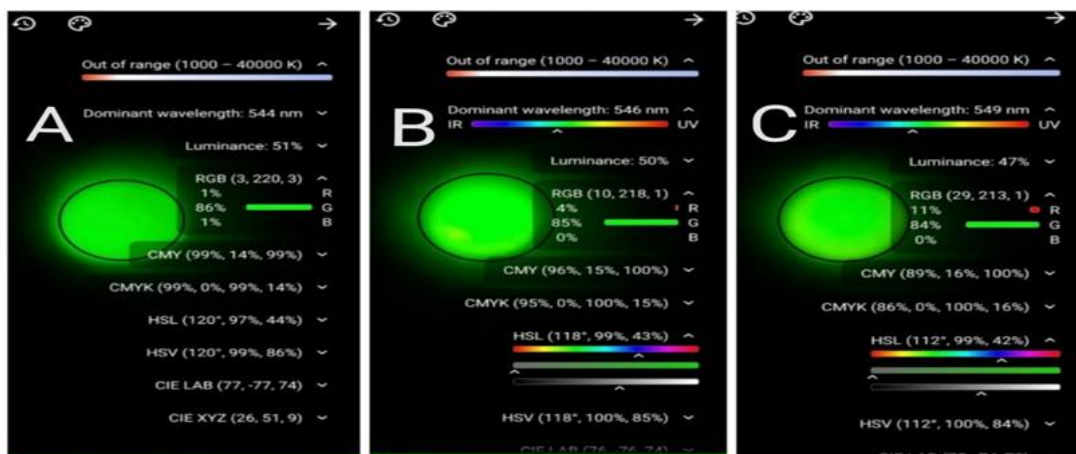 A
Out of range (1000 – 40000 K)
Dominant wavelength: 544 nm
Luminance: 51%
RGB (3, 220, 3)
1% R
86% G
1% B
CMY (99%, 14%, 99%)
CMYK (99%, 0%, 99%, 14%)
HSL (120°, 97%, 44%)
HSV (120°, 99%, 86%)
CIE LAB (77, -77, 74)
CIE XYZ (26, 51, 9)
B
Out of range (1000 – 40000 K)
Dominant wavelength: 546 nm
IR UV
Luminance: 50%
RGB (10, 218, 1)
4% R
85% G
0% B
CMY (96%, 15%, 100%)
CMYK (95%, 0%, 100%, 15%)
HSL (118°, 99%, 43%)
HSV (118°, 100%, 85%)
CIE LAB (76, -76, 74)
C
Out of range (1000 – 40000 K)
Dominant wavelength: 549 nm
IR UV
Luminance: 47%
RGB (29, 213, 1)
11% R
84% G
0% B
CMY (89%, 16%, 100%)
CMYK (86%, 0%, 100%, 16%)
HSL (112°, 99%, 42%)
HSV (112°, 100%, 84%)